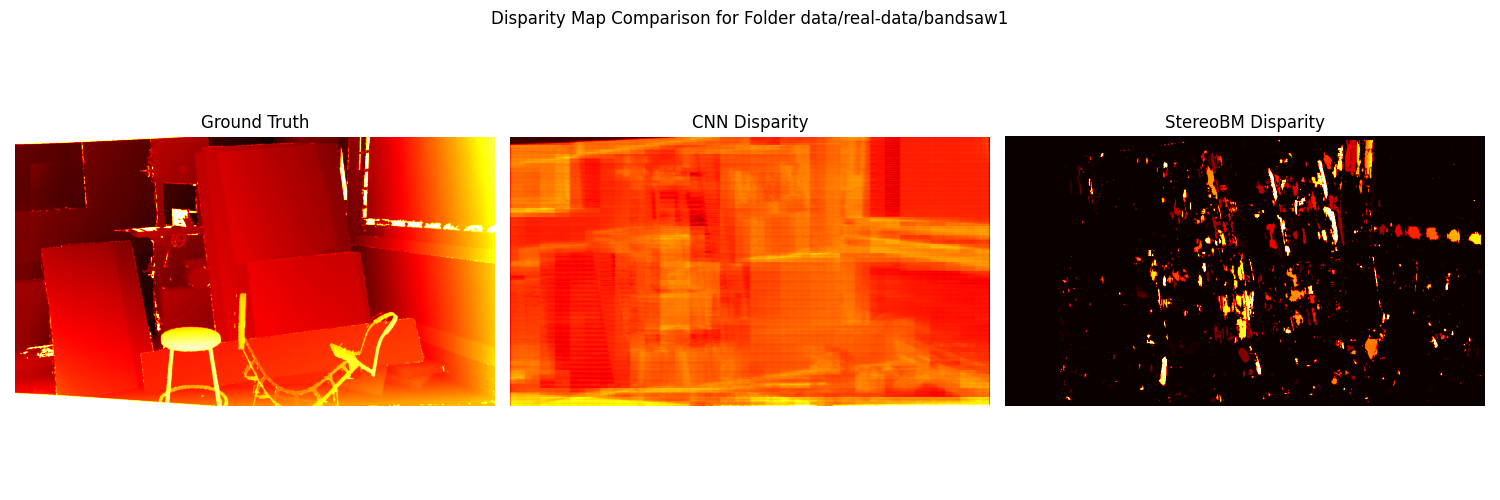 Disparity Map Comparison for Folder data/real-data/bandsaw1
Ground Truth
CNN Disparity
StereoBM Disparity